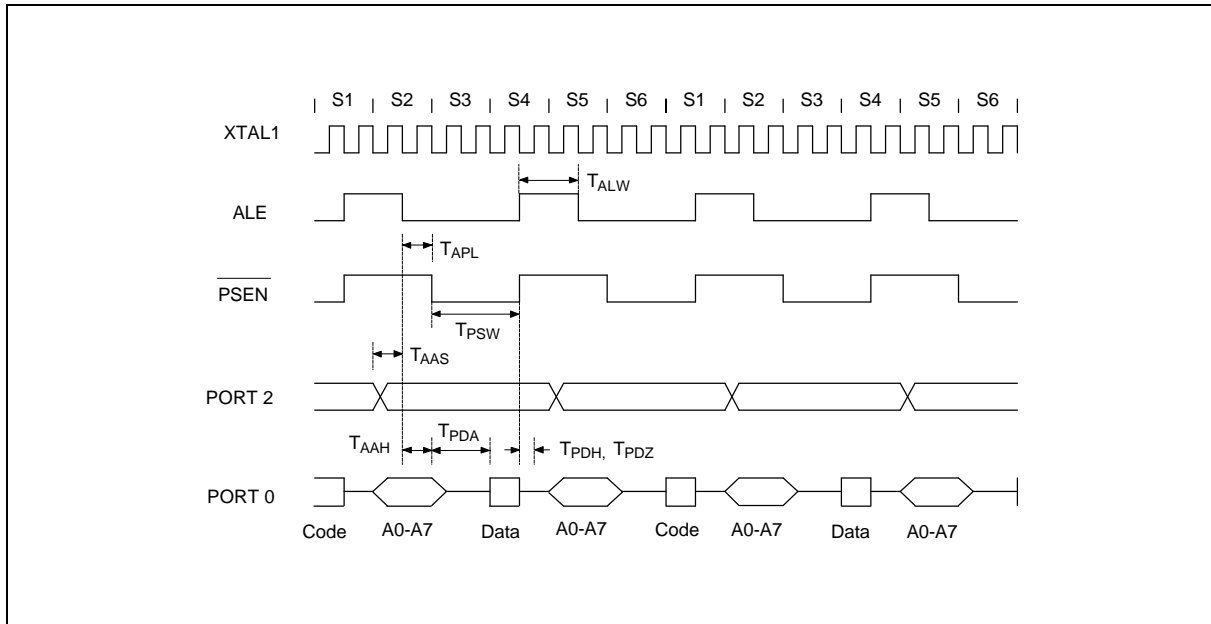 S1 S2 S3 S4 S5 S6 S1 S2 S3 S4 S5 S6
XTAL1
TALW
ALE
TAPL
PSEN
TPSW
TAAS
PORT 2
TAAH TPDA TPDH, TPDZ
PORT 0
Code A0-A7 Data A0-A7 Code A0-A7 Data A0-A7